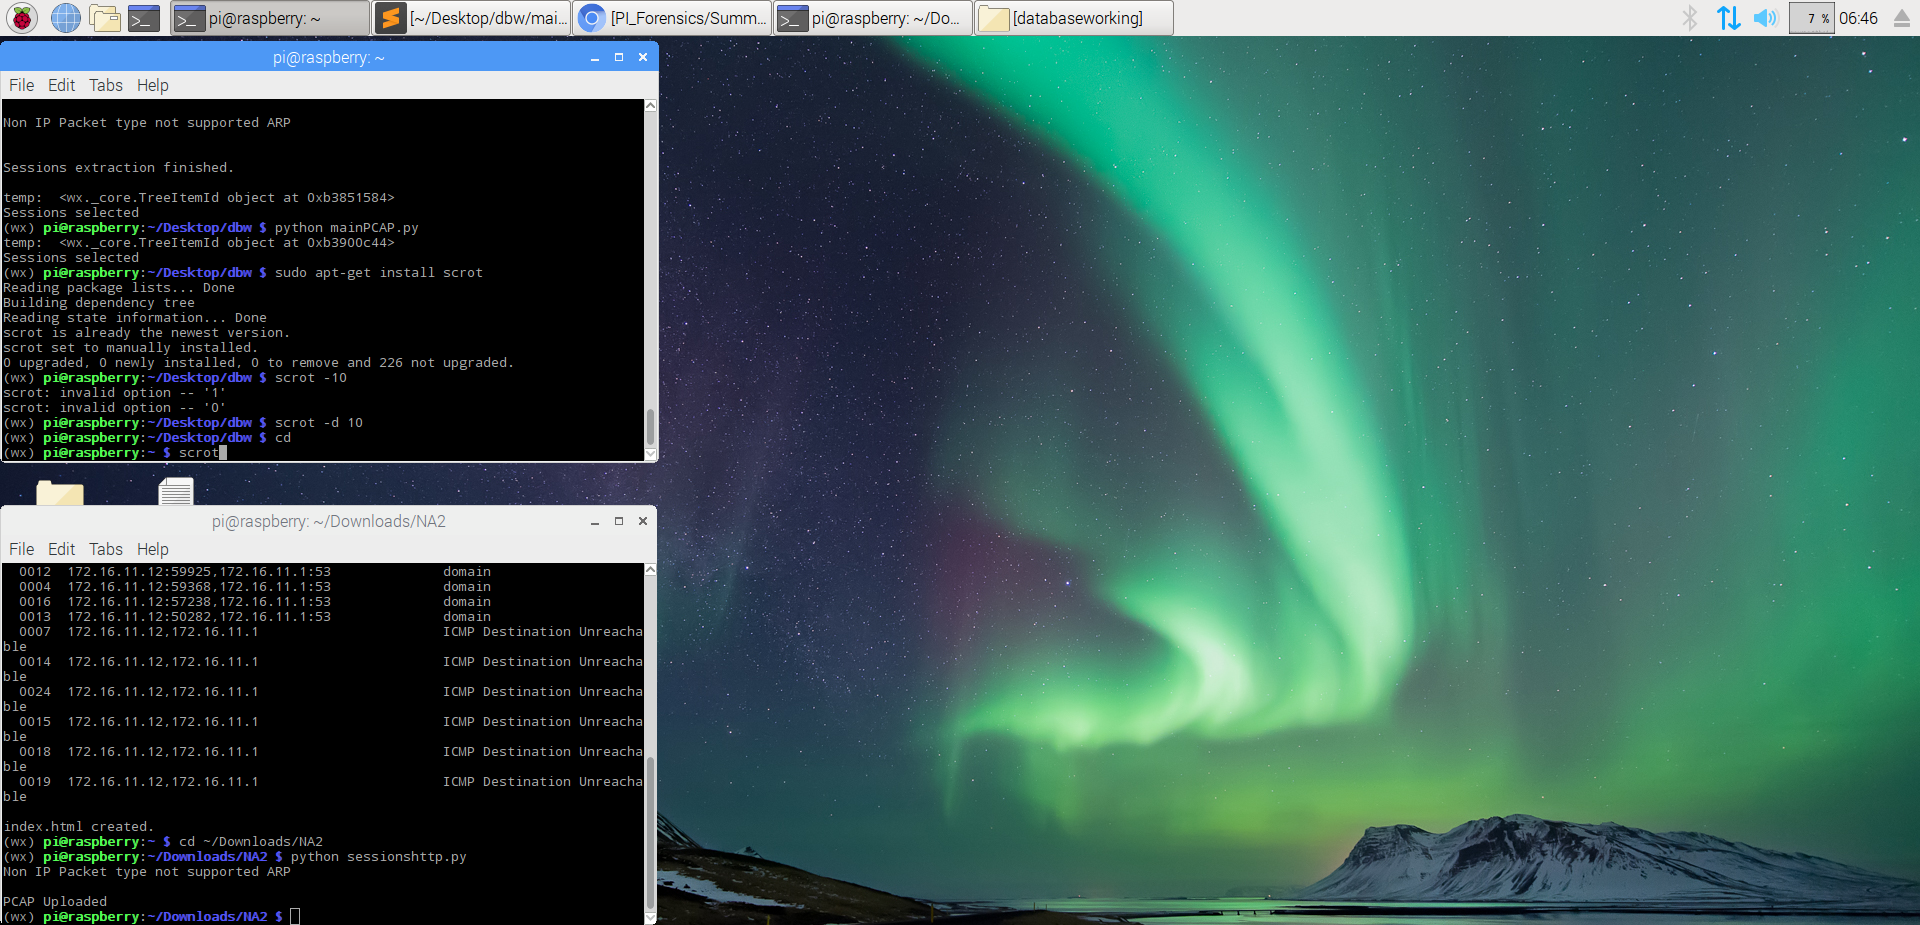 pi@raspberry: ~
[~/Desktop/dbw/mai...
[PI_Forensics/Summ...
pi@raspberry: ~/Do...
[databaseworking]
7 %
06:46
pi@raspberry: ~
File Edit Tabs Help
Non IP Packet type not supported ARP
Sessions extraction finished.
temp:  <wx._core.TreeItemId object at 0xb3851584>
Sessions selected
(wx) pi@raspberry:~/Desktop/dbw $ python mainPCAP.py
temp:  <wx._core.TreeItemId object at 0xb3900c44>
Sessions selected
(wx) pi@raspberry:~/Desktop/dbw $ sudo apt-get install scrot
Reading package lists... Done
Building dependency tree
Reading state information... Done
scrot is already the newest version.
scrot set to manually installed.
0 upgraded, 0 newly installed, 0 to remove and 226 not upgraded.
(wx) pi@raspberry:~/Desktop/dbw $ scrot -10
scrot: invalid option -- '1'
scrot: invalid option -- '0'
(wx) pi@raspberry:~/Desktop/dbw $ scrot -d 10
(wx) pi@raspberry:~/Desktop/dbw $ cd
(wx) pi@raspberry:~ $ scrot
pi@raspberry: ~/Downloads/NA2
File Edit Tabs Help
0012  172.16.11.12:59925,172.16.11.1:53  domain
0004  172.16.11.12:59368,172.16.11.1:53  domain
0016  172.16.11.12:57238,172.16.11.1:53  domain
0013  172.16.11.12:50282,172.16.11.1:53  domain
0007  172.16.11.12,172.16.11.1  ICMP Destination Unreacha
ble
0014  172.16.11.12,172.16.11.1  ICMP Destination Unreacha
ble
0024  172.16.11.12,172.16.11.1  ICMP Destination Unreacha
ble
0015  172.16.11.12,172.16.11.1  ICMP Destination Unreacha
ble
0018  172.16.11.12,172.16.11.1  ICMP Destination Unreacha
ble
0019  172.16.11.12,172.16.11.1  ICMP Destination Unreacha
ble
index.html created.
(wx) pi@raspberry:~ $ cd ~/Downloads/NA2
(wx) pi@raspberry:~/Downloads/NA2 $ python sessionshttp.py
Non IP Packet type not supported ARP
PCAP Uploaded
(wx) pi@raspberry:~/Downloads/NA2 $